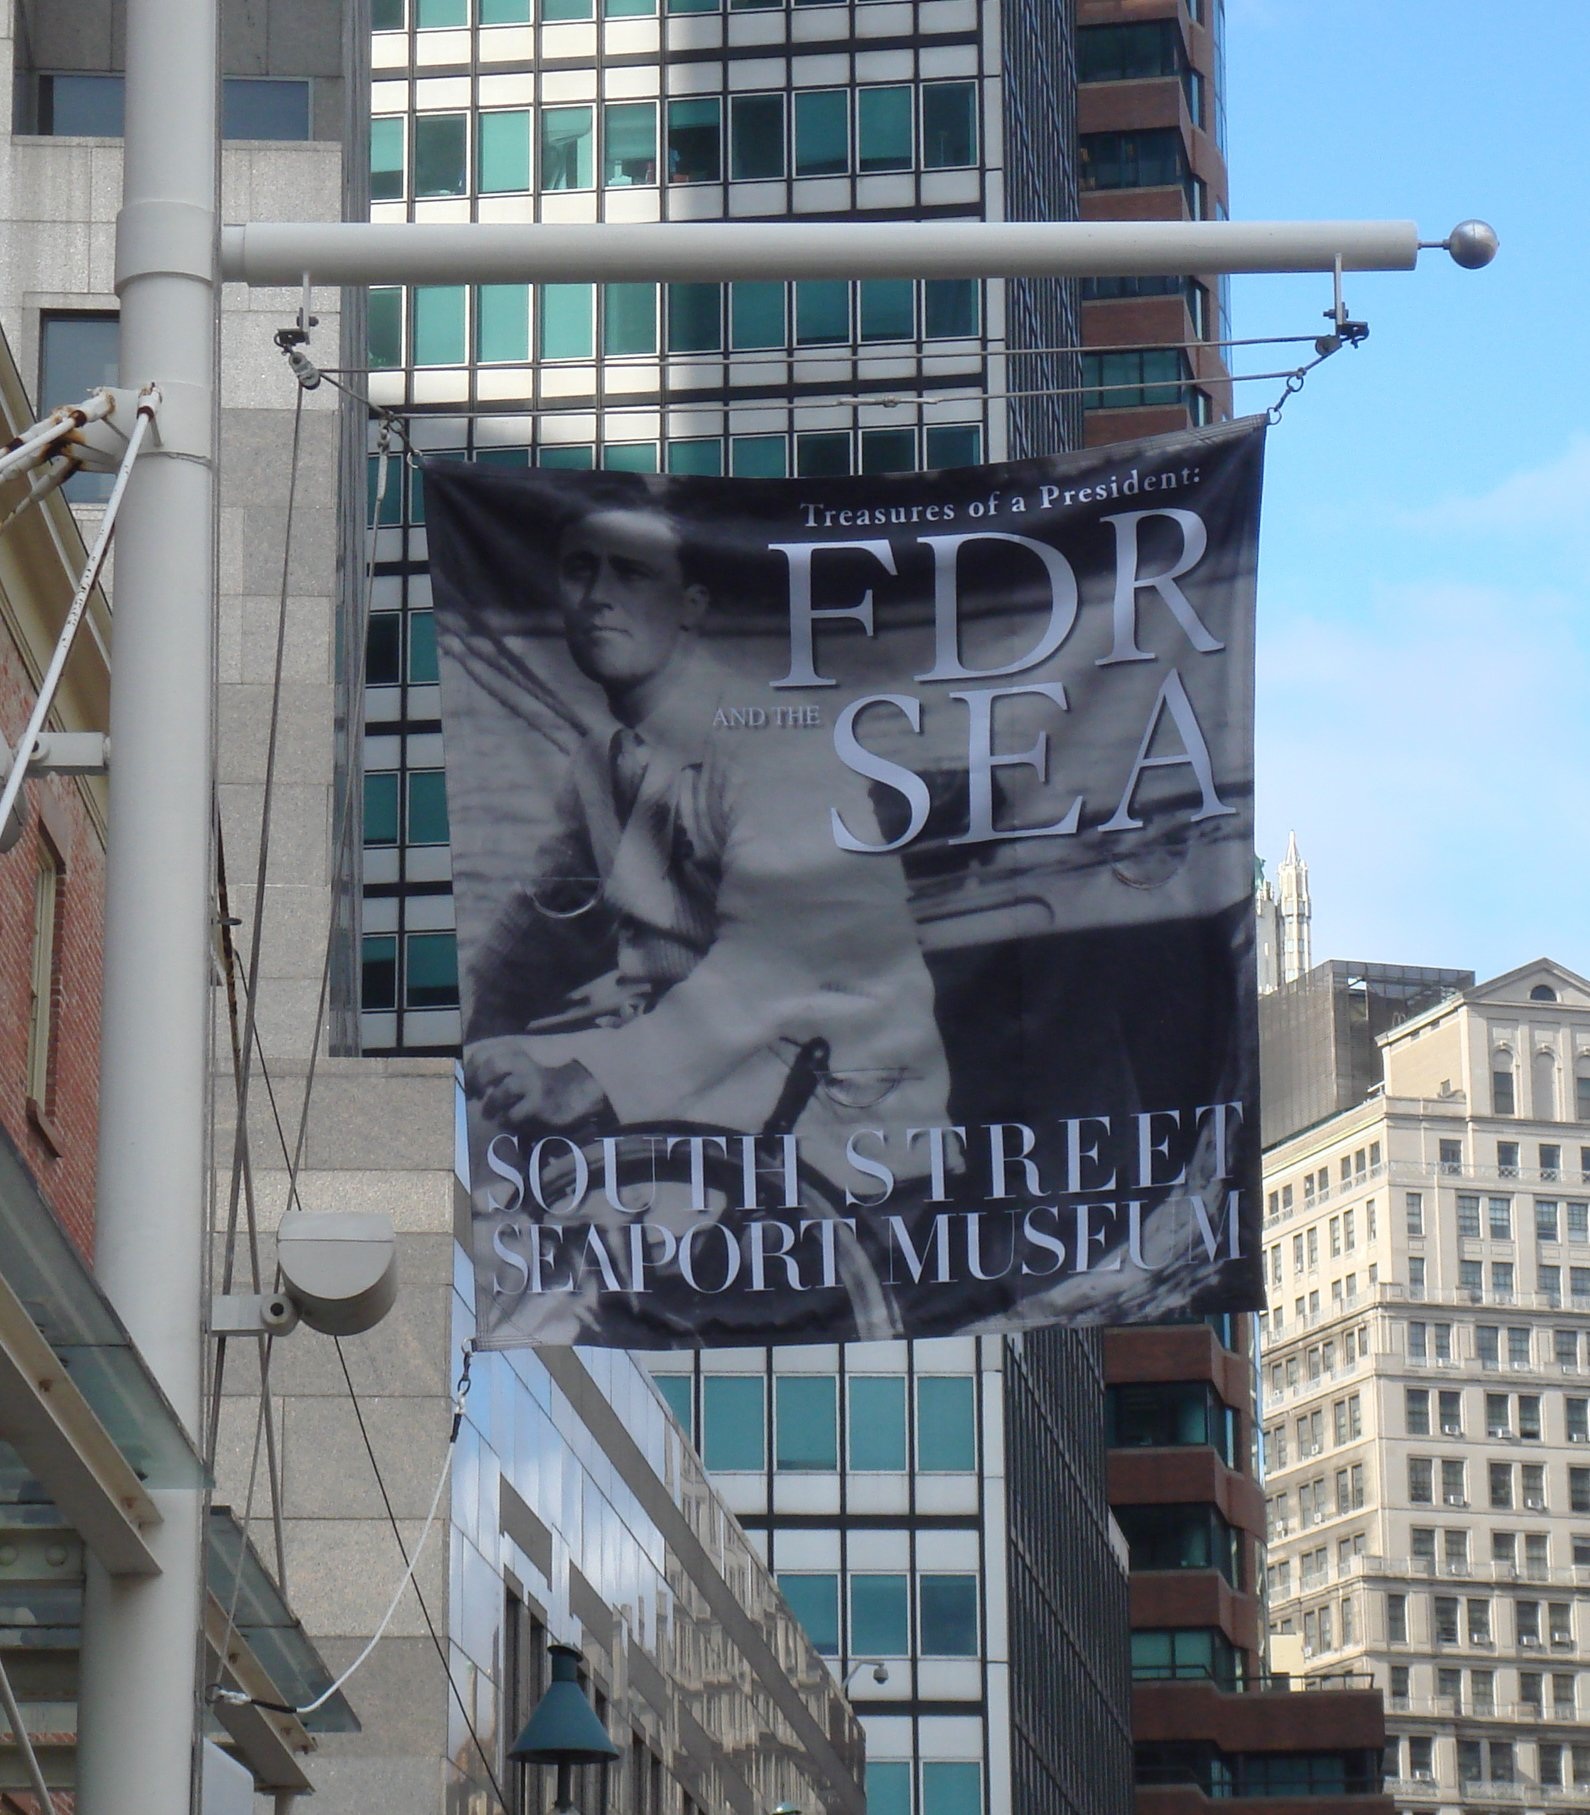 Treasures of a President:
FDR
AND THE SEA
SOUTH STREET
SEAPORT MUSEUM